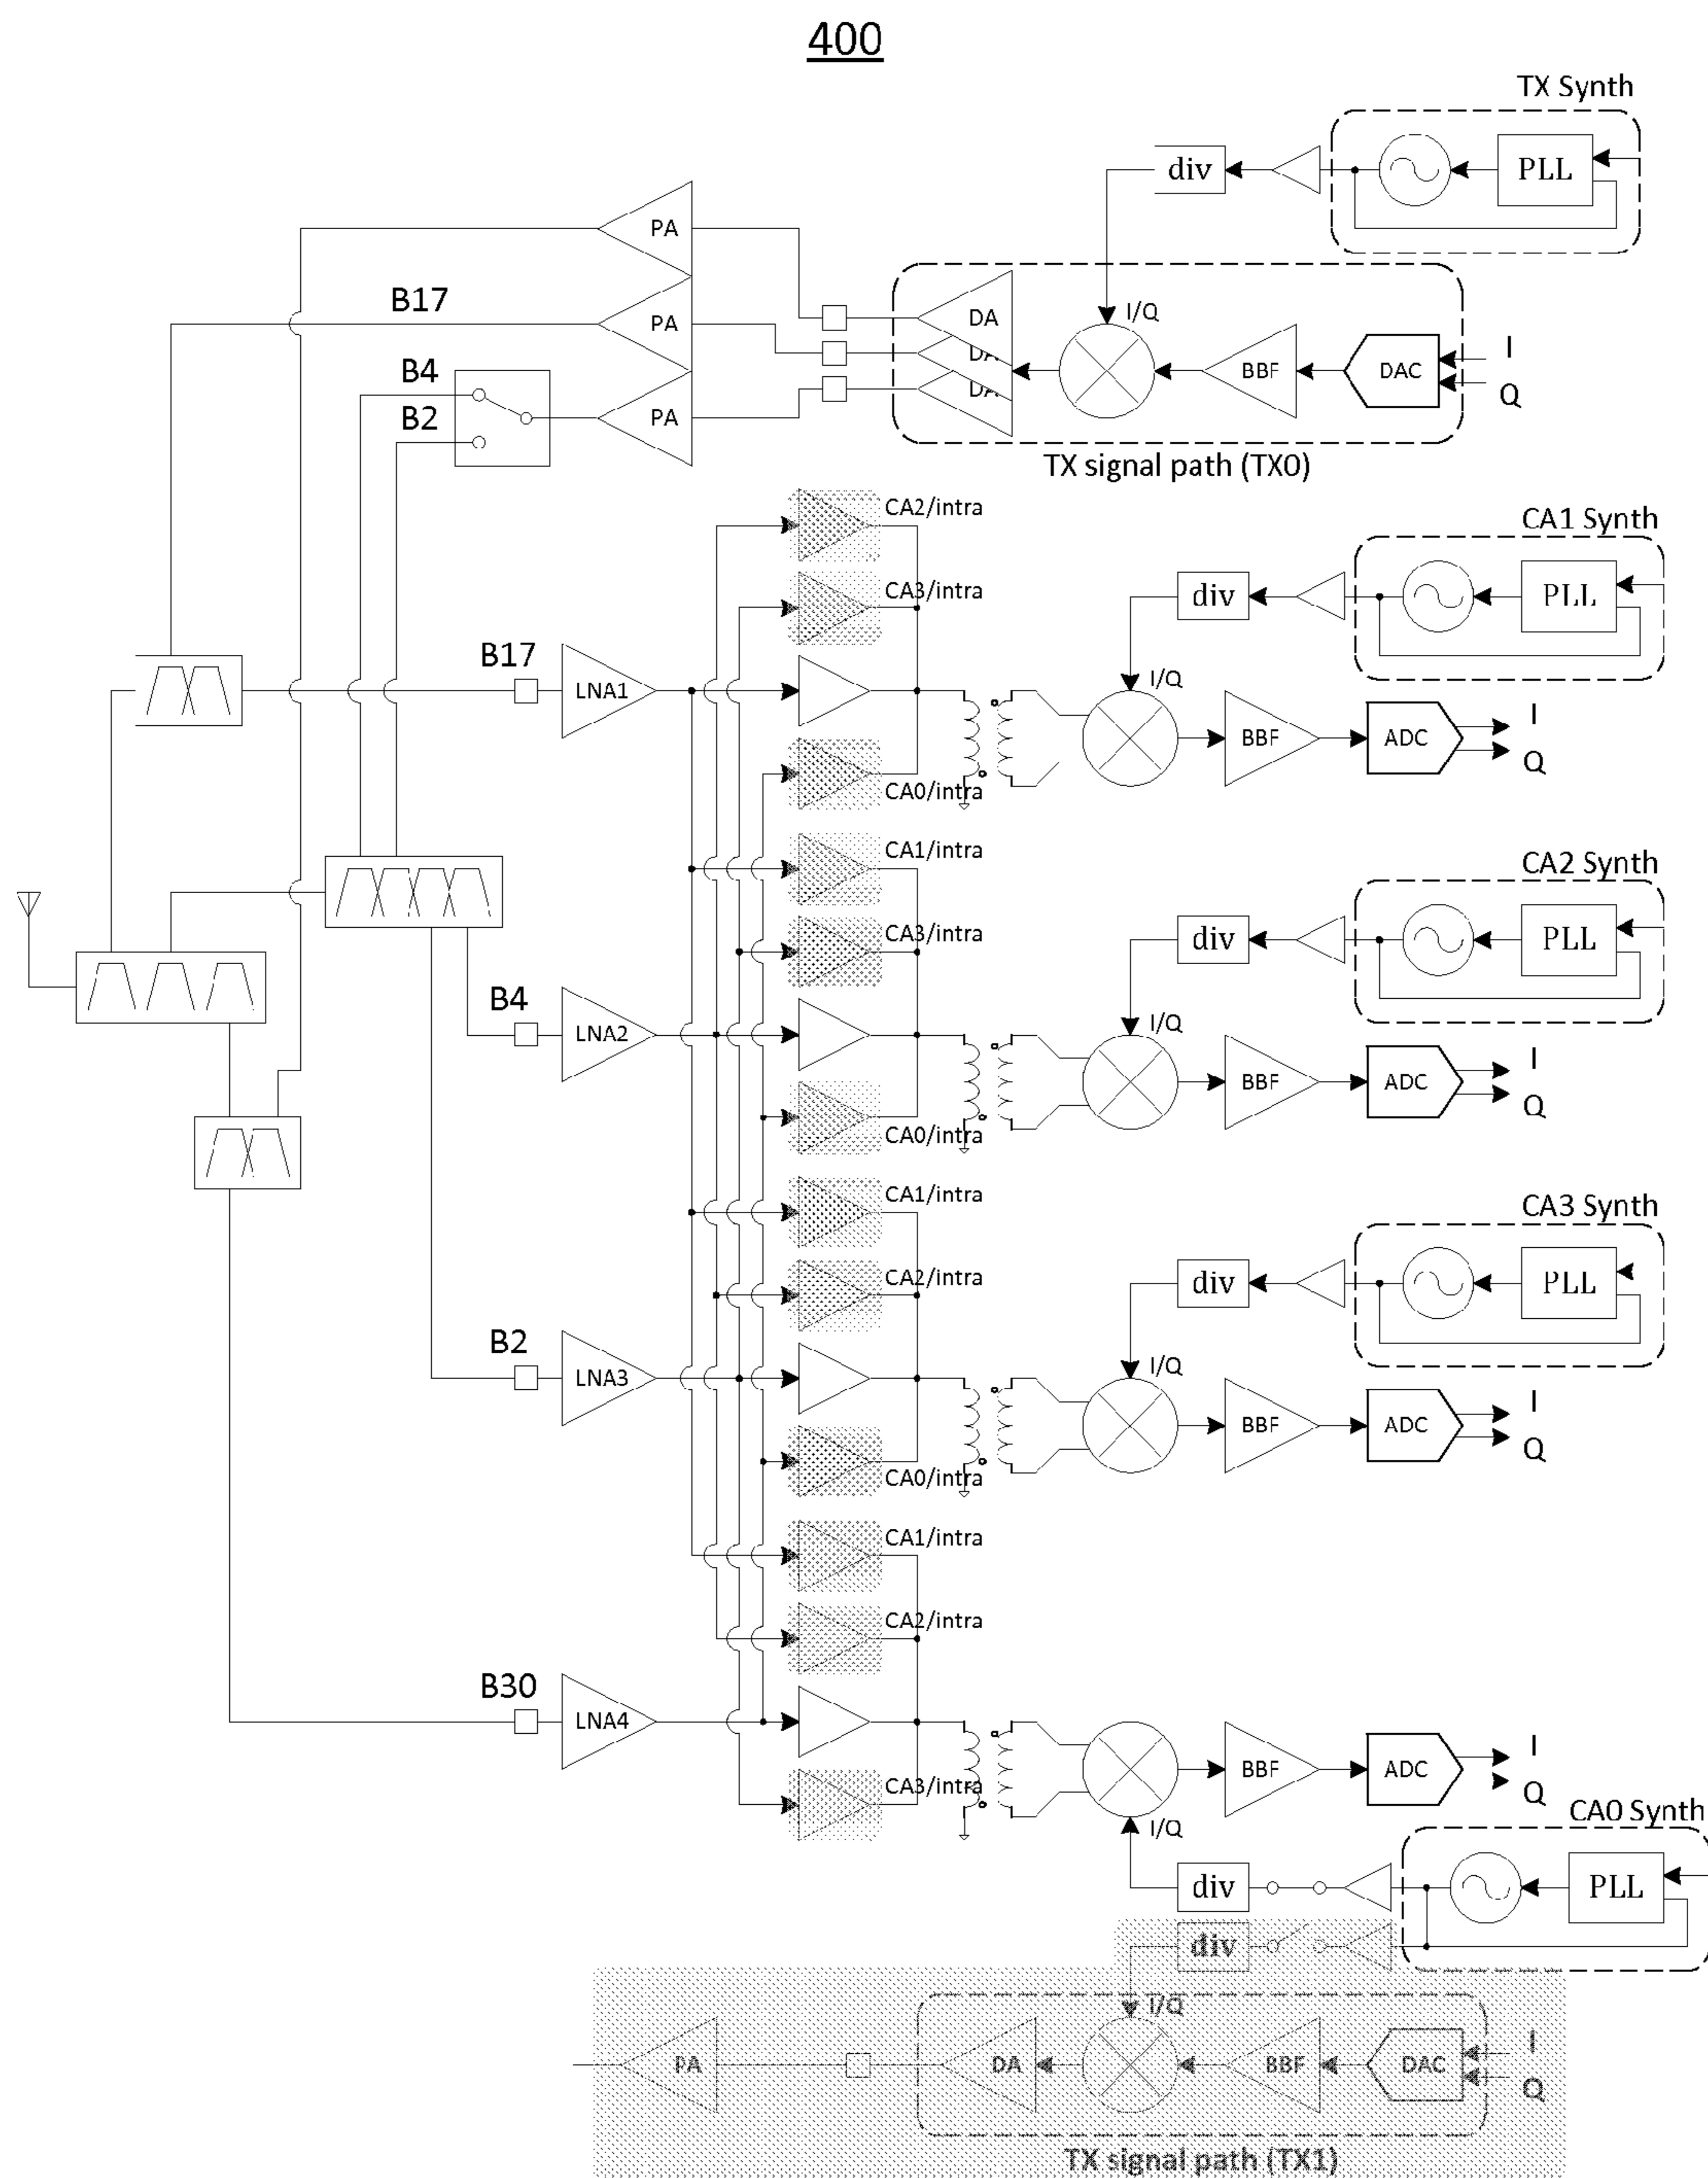 400
TX Synth
div
PLL
PA
B17
PA
B4
B2
PA
DA
DA
DA
I/Q
BBF
DAC
I
Q
TX signal path (TX0)
CA2/intra
CA3/intra
CA1 Synth
div
PLL
B17
LNA1
I/Q
BBF
ADC
I
Q
CA0/intra
CA1/intra
CA3/intra
CA2 Synth
div
PLL
B4
LNA2
I/Q
BBF
ADC
I
Q
CA0/intra
CA1/intra
CA2/intra
CA3 Synth
div
PLL
B2
LNA3
I/Q
BBF
ADC
I
Q
CA0/intra
CA1/intra
CA2/intra
B30
LNA4
BBF
ADC
I
Q
CA3/intra
I/Q
CA0 Synth
div
PLL
div
I/Q
PA
DA
BBF
DAC
I
Q
TX signal path (TX1)